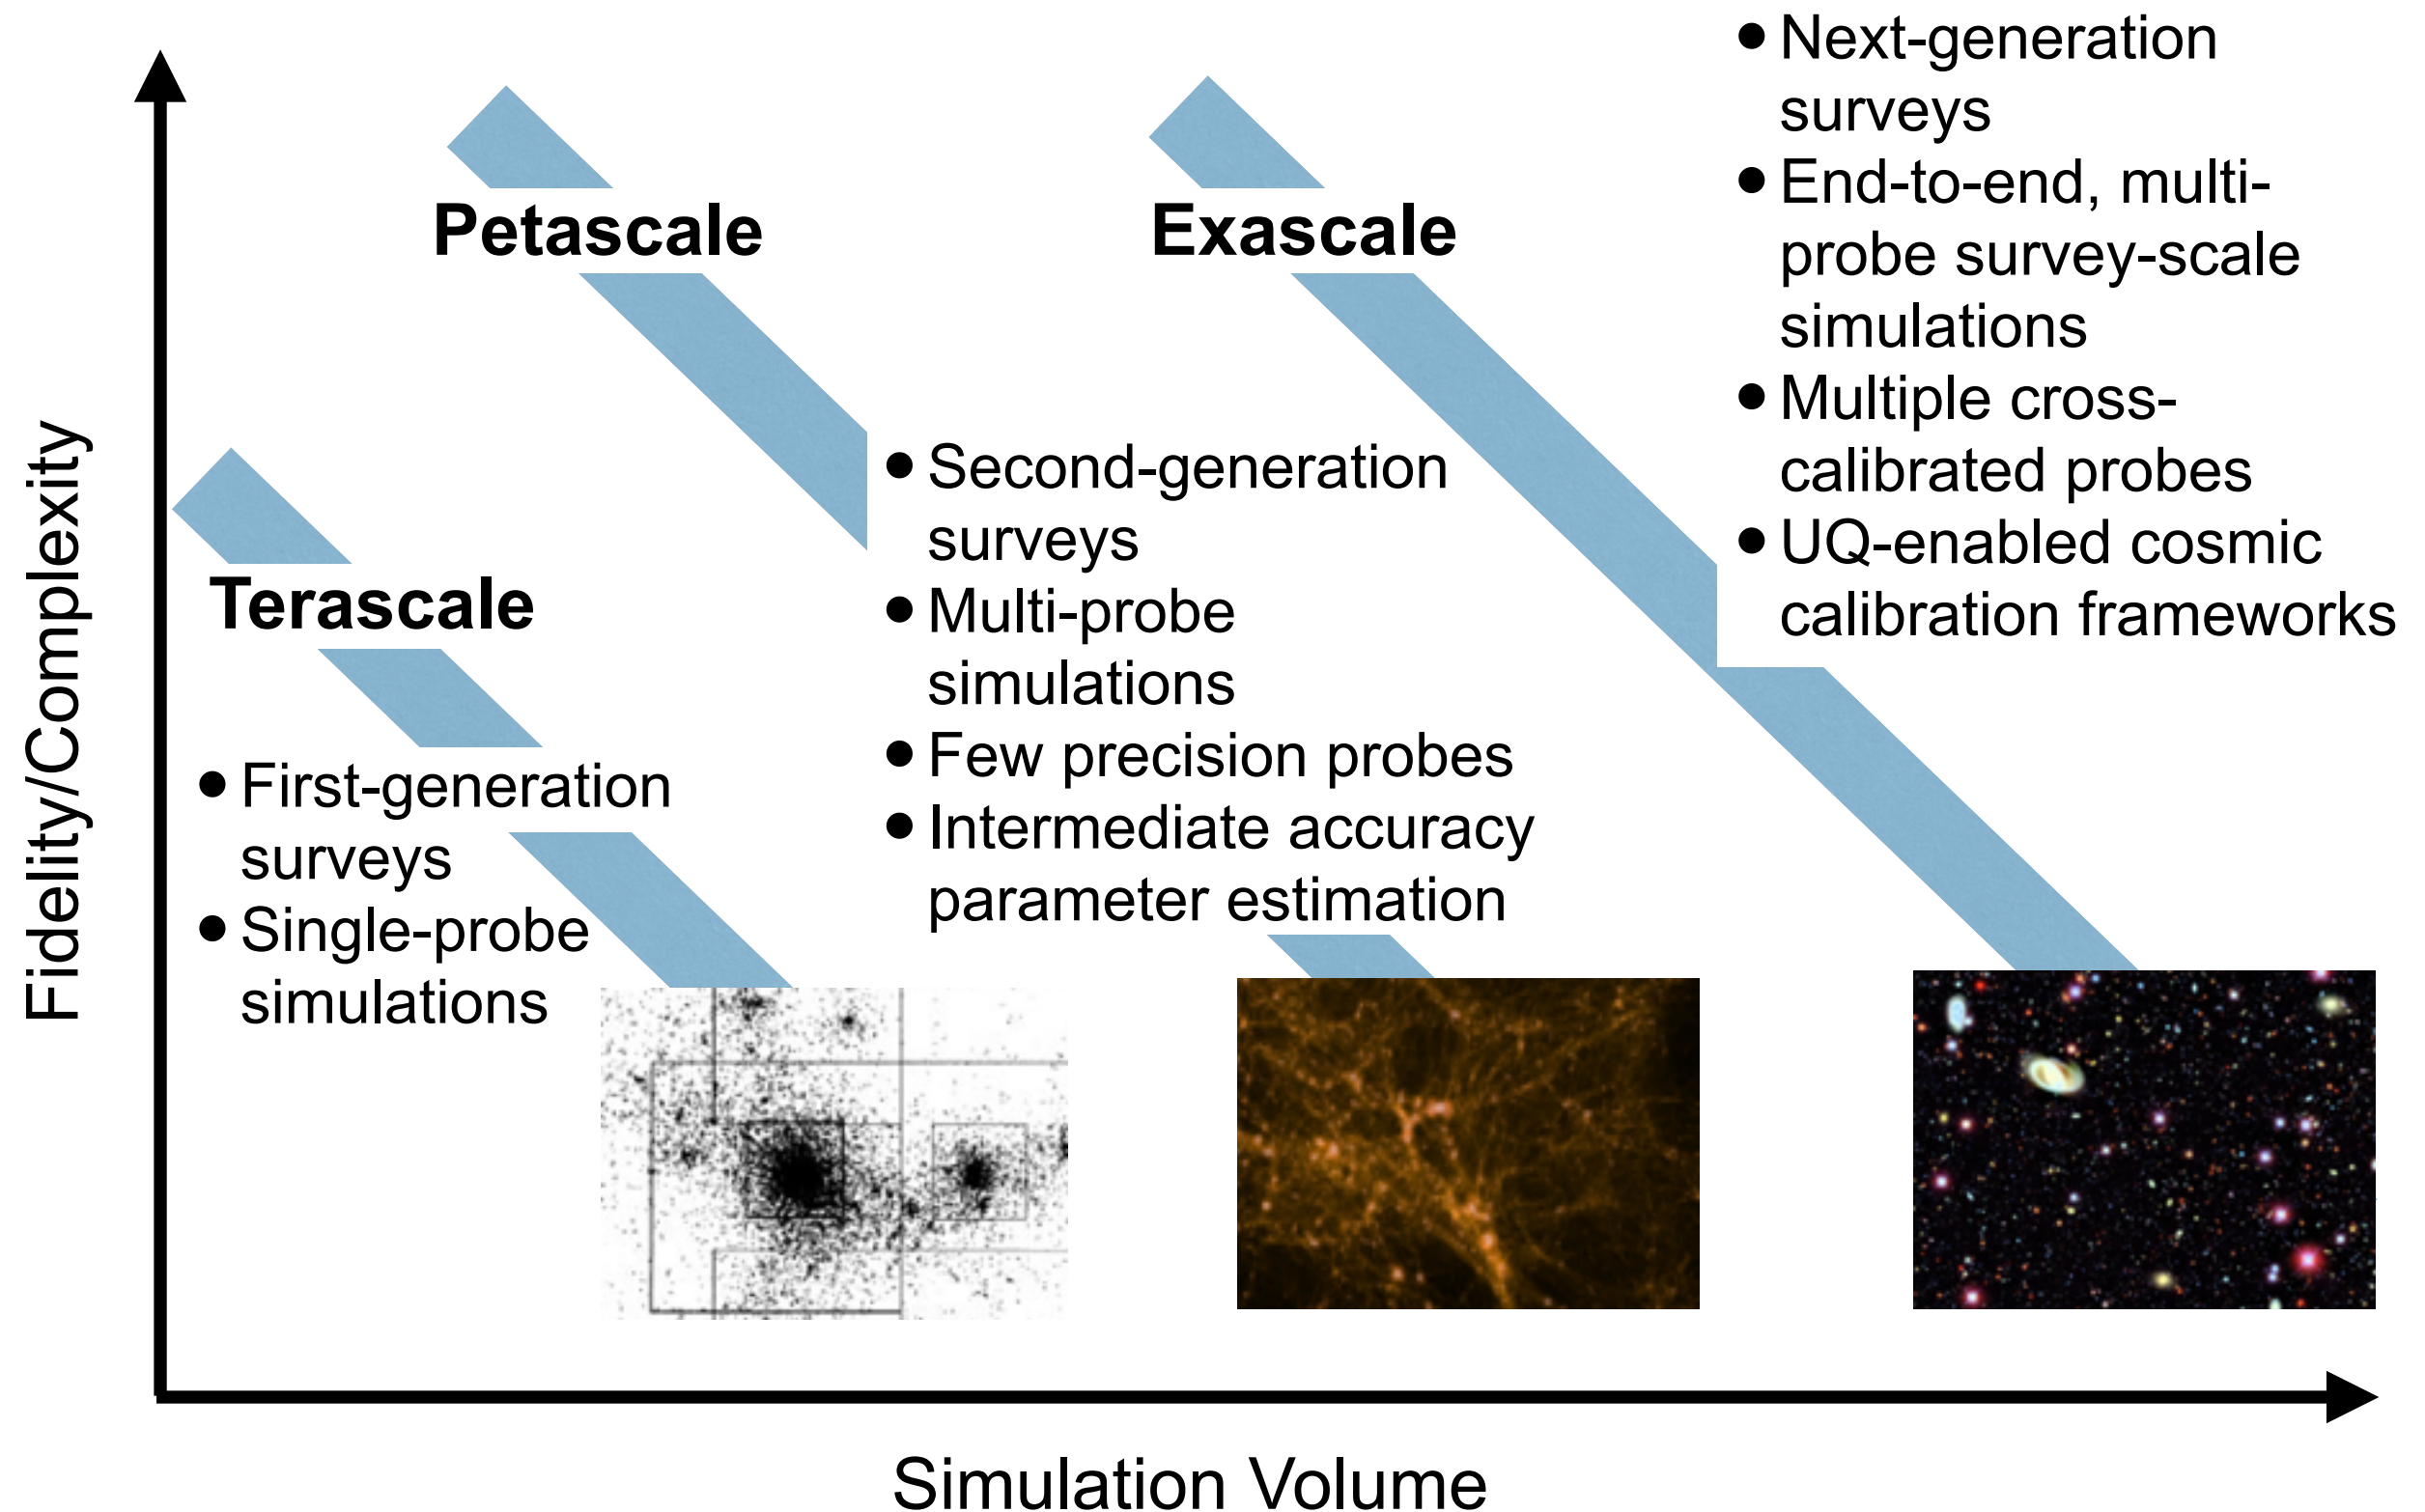 Fidelity/Complexity
Terascale
● First-generation
surveys
● Single-probe
simulations
Petascale
● Second-generation
surveys
● Multi-probe
simulations
● Few precision probes
● Intermediate accuracy
parameter estimation
Exascale
● Next-generation
surveys
● End-to-end, multi-
probe survey-scale
simulations
● Multiple cross-
calibrated probes
● UQ-enabled cosmic
calibration frameworks
Simulation Volume